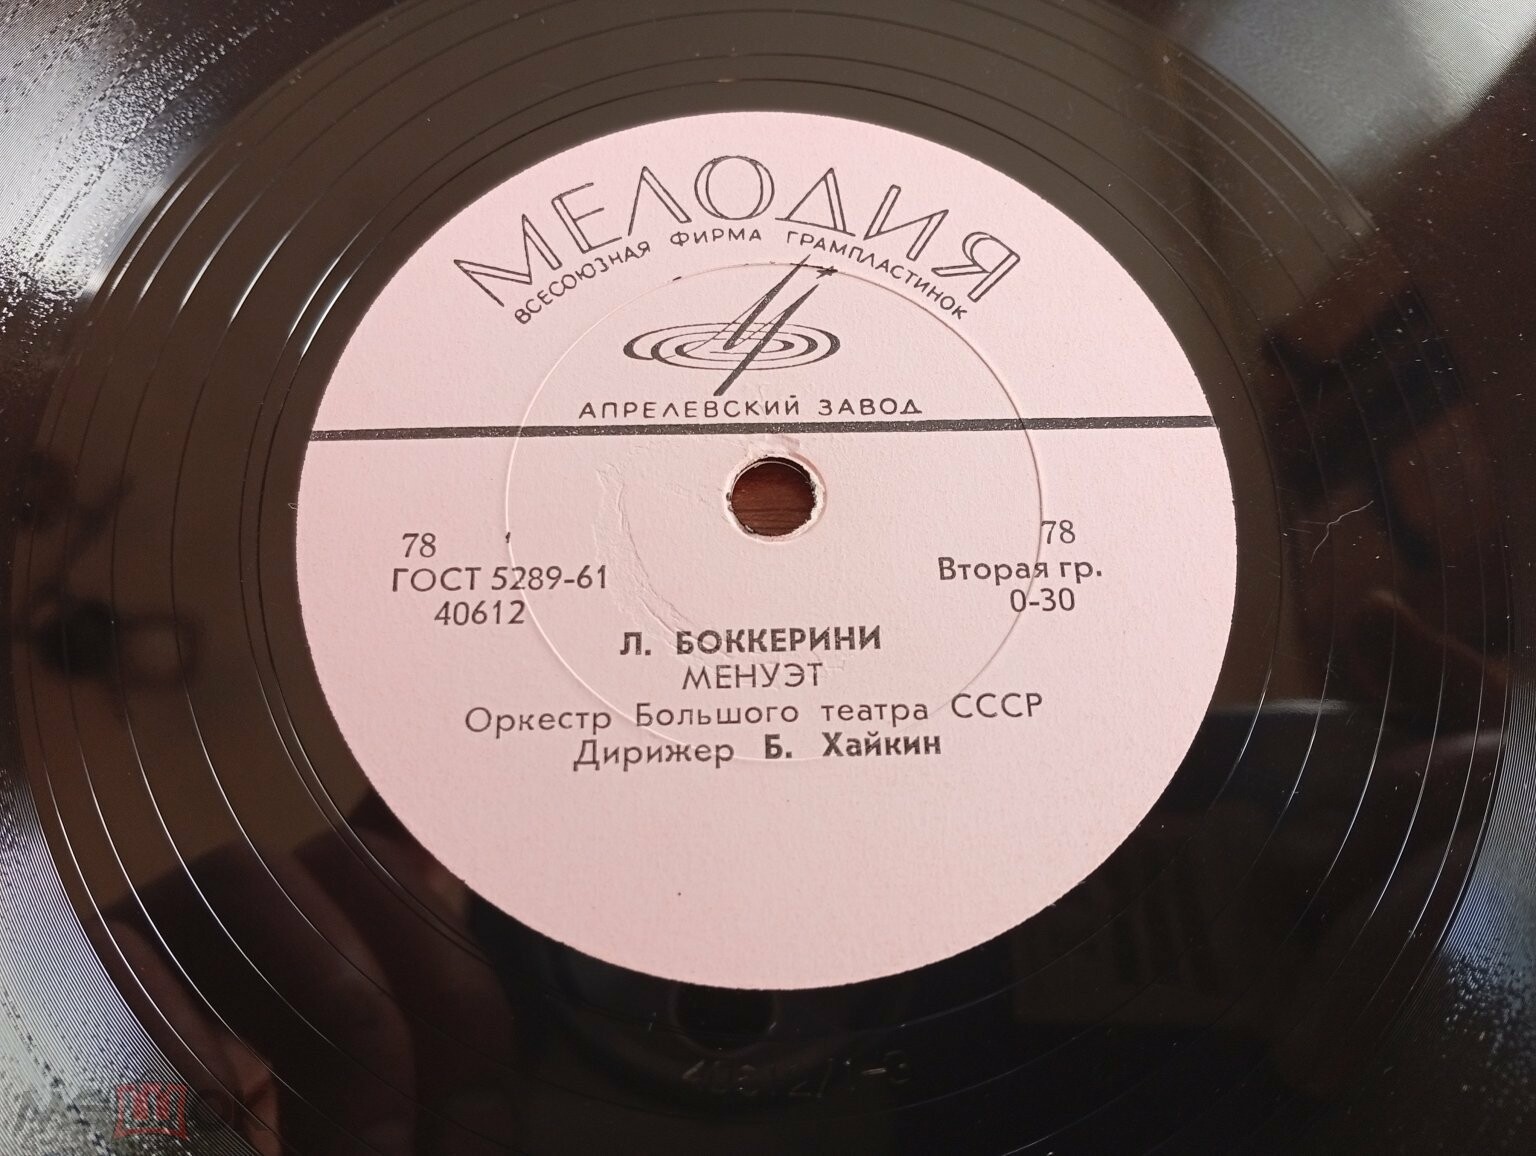 МЕЛОДИЯ
ВСЕСОЮЗНАЯ ФИРМА ГРАМПЛАСТИНОК
АПРЕЛЕВСКИЙ ЗАВОД
78 78
ГОСТ 5289-61 Вторая гр.
40612 0-30
Л. БОККЕРИНИ
МЕНУЭТ
Оркестр Большого театра СССР
Дирижер Б. Хайкин